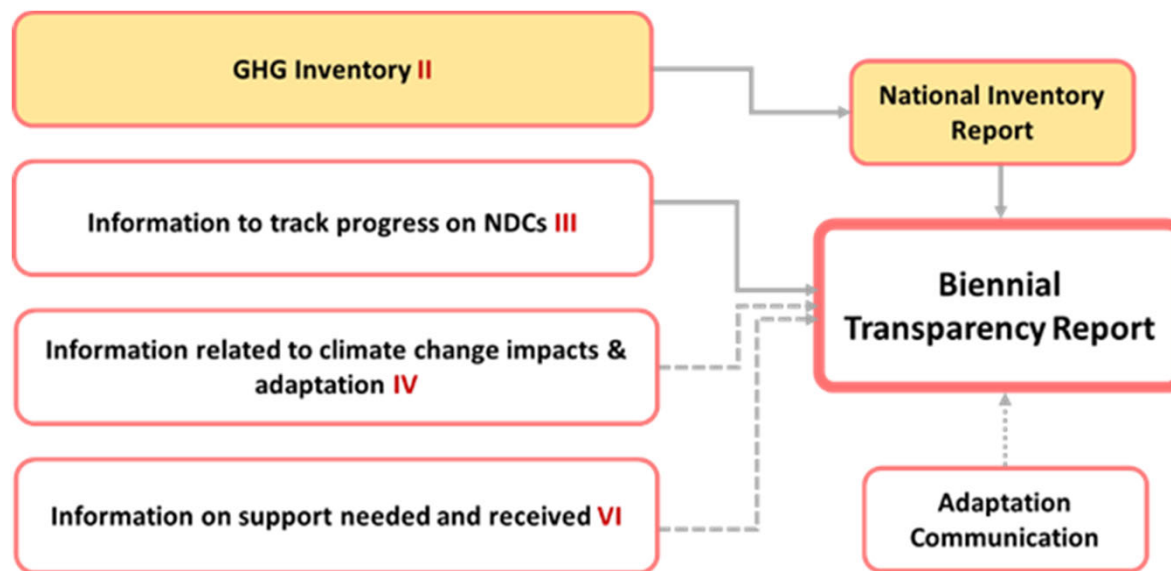 GHG Inventory II
National Inventory
Report
Information to track progress on NDCs III
Biennial
Transparency Report
Information related to climate change impacts &
adaptation IV
Information on support needed and received VI
Adaptation
Communication